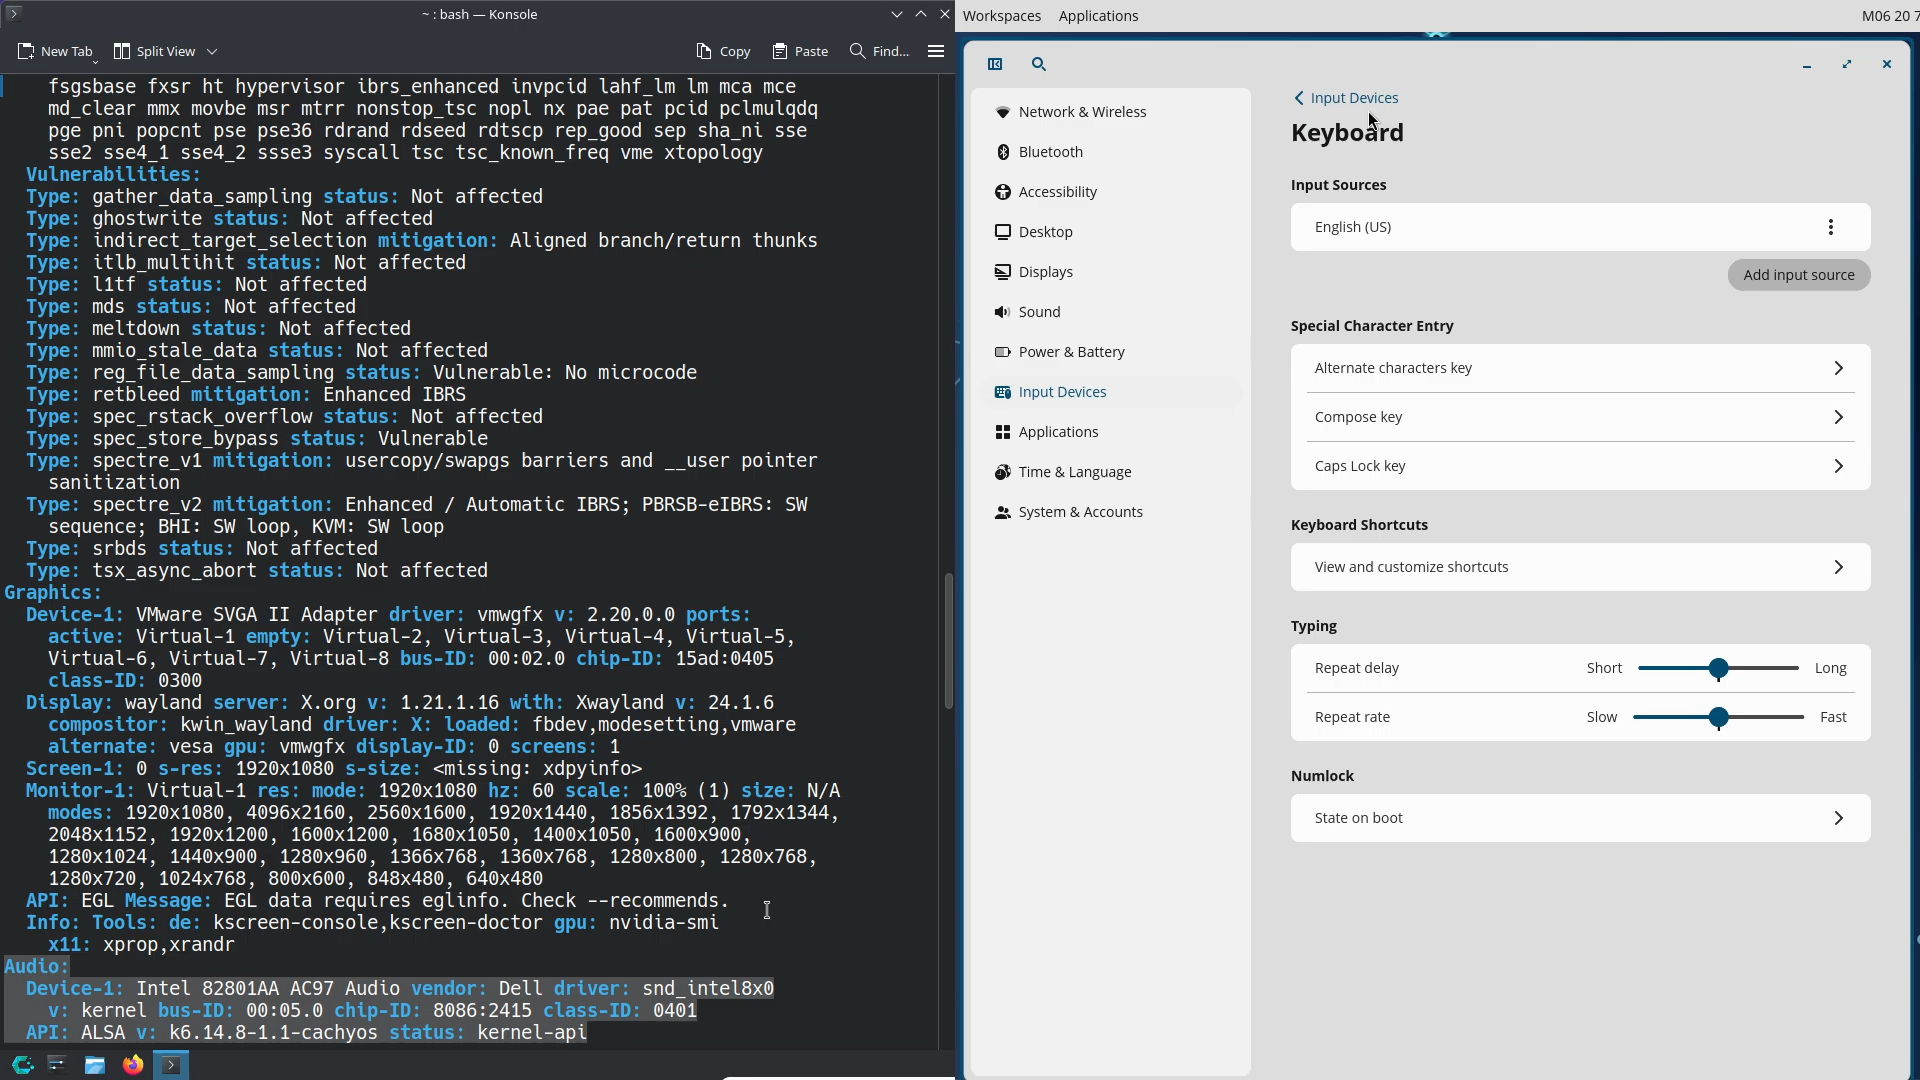 ~ : bash — Konsole
New Tab
Split View
Copy
Paste
Find...
fsgsbase fxsr ht hypervisor ibrs_enhanced invpcid lahf_lm lm mca mce
md_clear mmx movbe msr mtrr nonstop_tsc nopl nx pae pat pcid pclmulqdq
pge pni popcnt pse pse36 rdrand rdseed rdtscp rep_good sep sha_ni sse
sse2 sse4_1 sse4_2 ssse3 syscall tsc tsc_known_freq vme xtopology
Vulnerabilities:
Type: gather_data_sampling status: Not affected
Type: ghostwrite status: Not affected
Type: indirect_target_selection mitigation: Aligned branch/return thunks
Type: itlb_multihit status: Not affected
Type: l1tf status: Not affected
Type: mds status: Not affected
Type: meltdown status: Not affected
Type: mmio_stale_data status: Not affected
Type: reg_file_data_sampling status: Vulnerable: No microcode
Type: retbleed mitigation: Enhanced IBRS
Type: spec_rstack_overflow status: Not affected
Type: spec_store_bypass status: Vulnerable
Type: spectre_v1 mitigation: usercopy/swapgs barriers and __user pointer
sanitization
Type: spectre_v2 mitigation: Enhanced / Automatic IBRS; PBRSB-eIBRS: SW
sequence; BHI: SW loop, KVM: SW loop
Type: srbds status: Not affected
Type: tsx_async_abort status: Not affected
Graphics:
Device-1: VMware SVGA II Adapter driver: vmwgfx v: 2.20.0.0 ports:
active: Virtual-1 empty: Virtual-2, Virtual-3, Virtual-4, Virtual-5,
Virtual-6, Virtual-7, Virtual-8 bus-ID: 00:02.0 chip-ID: 15ad:0405
class-ID: 0300
Display: wayland server: X.org v: 1.21.1.16 with: Xwayland v: 24.1.6
compositor: kwin_wayland driver: X: loaded: fbdev,modesetting,vmware
alternate: vesa gpu: vmwgfx display-ID: 0 screens: 1
Screen-1: 0 s-res: 1920x1080 s-size: <missing: xdpyinfo>
Monitor-1: Virtual-1 res: mode: 1920x1080 hz: 60 scale: 100% (1) size: N/A
modes: 1920x1080, 4096x2160, 2560x1600, 1920x1440, 1856x1392, 1792x1344,
2048x1152, 1920x1200, 1600x1200, 1680x1050, 1400x1050, 1600x900,
1280x1024, 1440x900, 1280x960, 1366x768, 1360x768, 1280x800, 1280x768,
1280x720, 1024x768, 800x600, 848x480, 640x480
API: EGL Message: EGL data requires eglinfo. Check --recommends.
Info: Tools: de: kscreen-console,kscreen-doctor gpu: nvidia-smi
x11: xprop,xrandr
Audio:
Device-1: Intel 82801AA AC97 Audio vendor: Dell driver: snd_intel8x0
v: kernel bus-ID: 00:05.0 chip-ID: 8086:2415 class-ID: 0401
API: ALSA v: k6.14.8-1.1-cachyos status: kernel-api
Workspaces
Applications
M06 20 7
Network & Wireless
Bluetooth
Accessibility
Desktop
Displays
Sound
Power & Battery
Input Devices
Applications
Time & Language
System & Accounts
Input Devices
Keyboard
Input Sources
English (US)
Add input source
Special Character Entry
Alternate characters key
Compose key
Caps Lock key
Keyboard Shortcuts
View and customize shortcuts
Typing
Repeat delay Short Long
Repeat rate Slow Fast
Numlock
State on boot